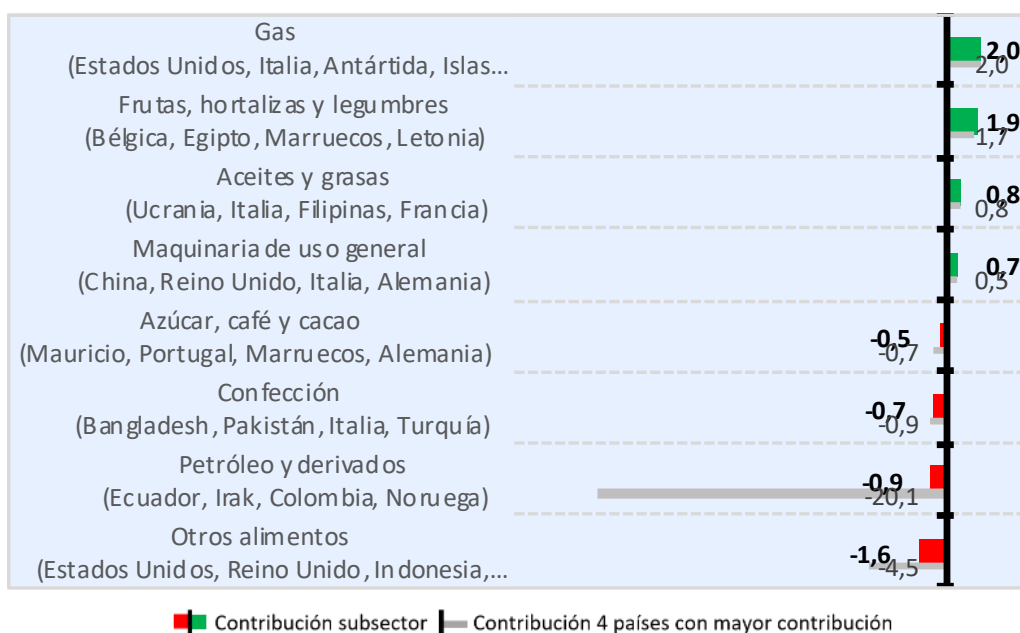 Gas
(Estados Unidos, Italia, Antártida, Islas...
2,0
2,0
Frutas, hortalizas y legumbres
(Bélgica, Egipto, Marruecos, Letonia)
1,9
1,7
Aceites y grasas
(Ucrania, Italia, Filipinas, Francia)
0,8
0,8
Maquinaria de uso general
(China, Reino Unido, Italia, Alemania)
0,7
0,5
Azúcar, café y cacao
(Mauricio, Portugal, Marruecos, Alemania)
-0,5
-0,7
Confección
(Bangladesh, Pakistán, Italia, Turquía)
-0,7
-0,9
Petróleo y derivados
(Ecuador, Irak, Colombia, Noruega)
-0,9
-20,1
Otros alimentos
(Estados Unidos, Reino Unido, Indonesia,...
-1,6
-4,5
Contribución subsector
Contribución 4 países con mayor contribución